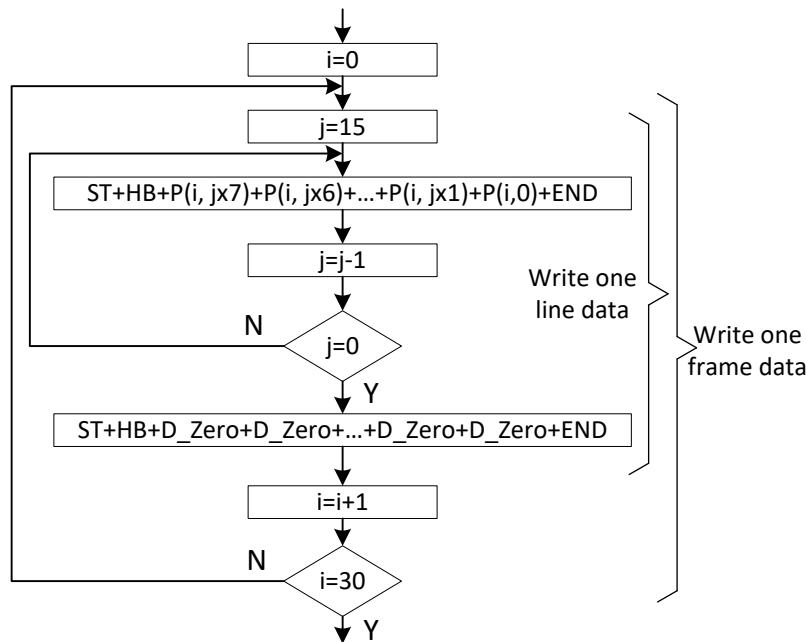 i=0
j=15
ST+HB+P(i, jx7)+P(i, jx6)+...+P(i, jx1)+P(i,0)+END
j=j-1
Write one
line data
N
j=0
Write one
frame data
Y
ST+HB+D_Zero+D_Zero+...+D_Zero+D_Zero+END
i=i+1
N
i=30
Y